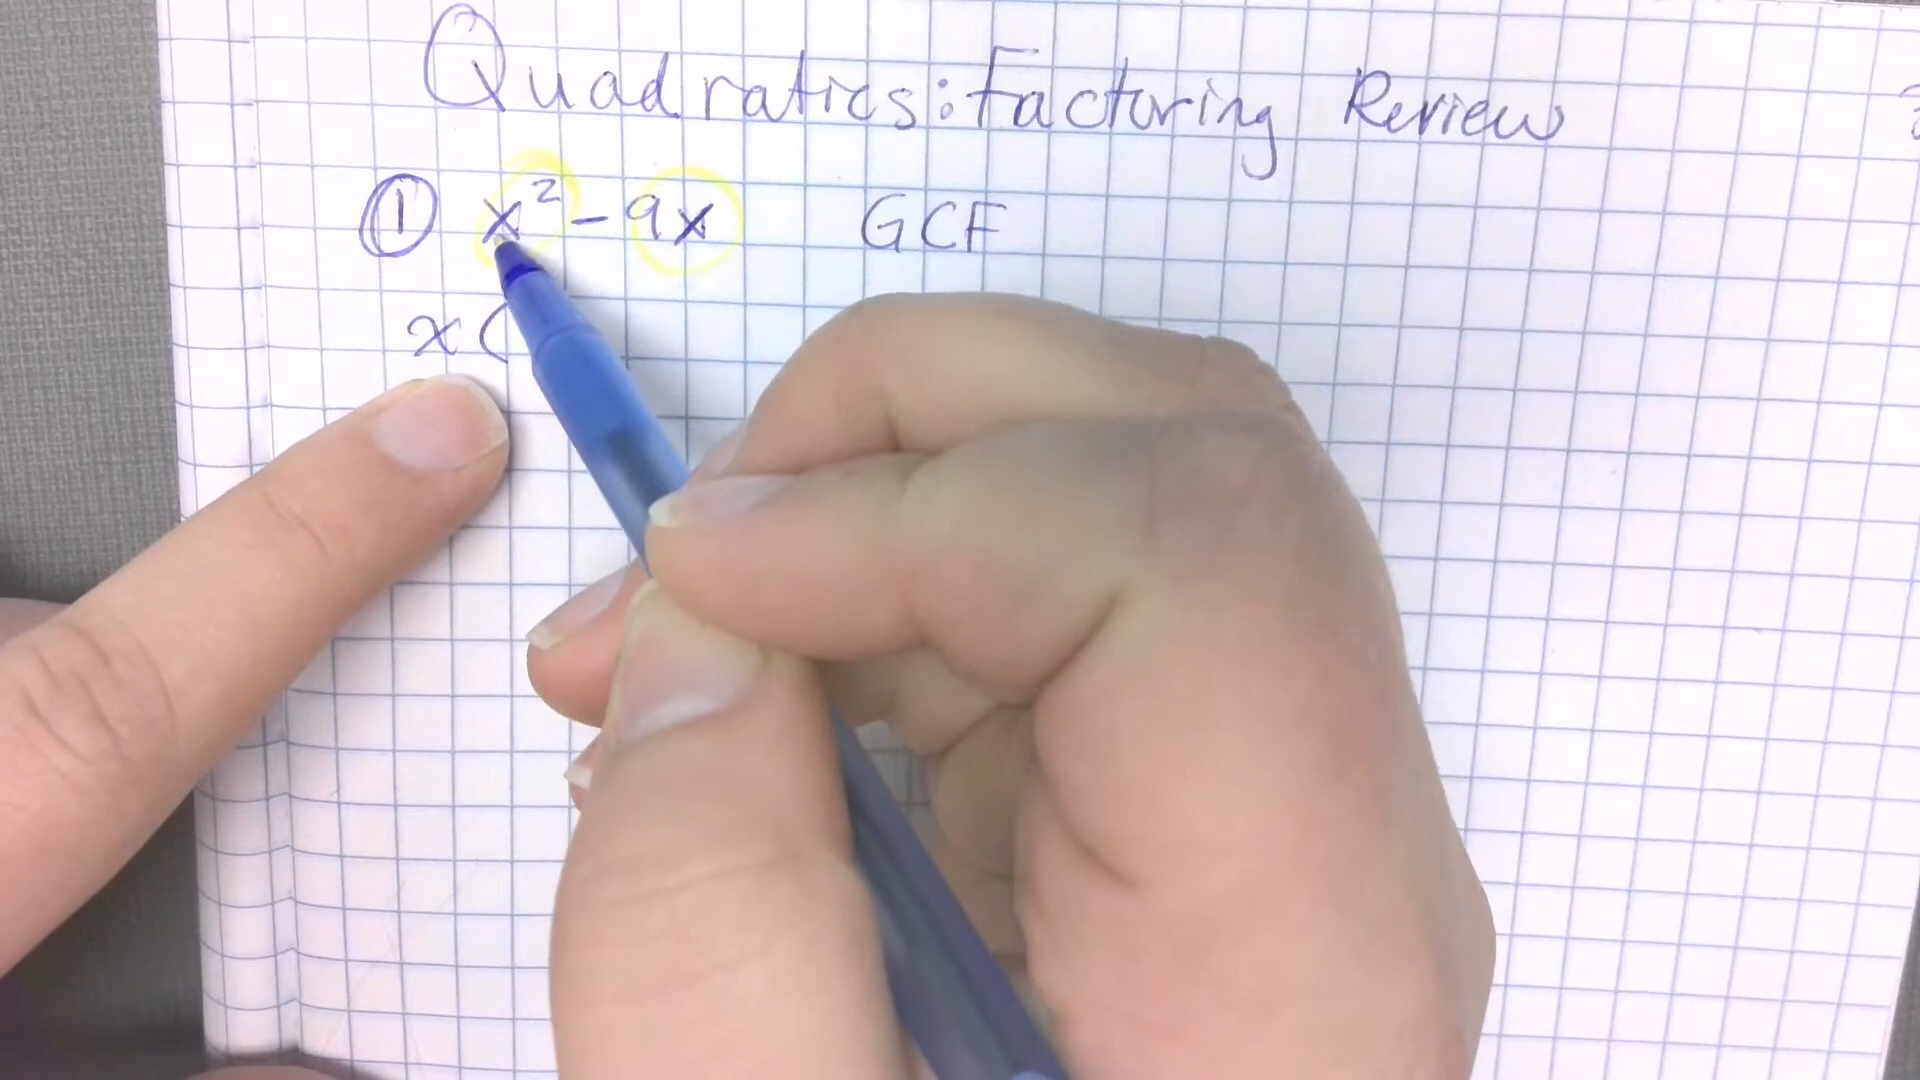 Quadratics: Factoring Review
① x² - 9x GCF
x (